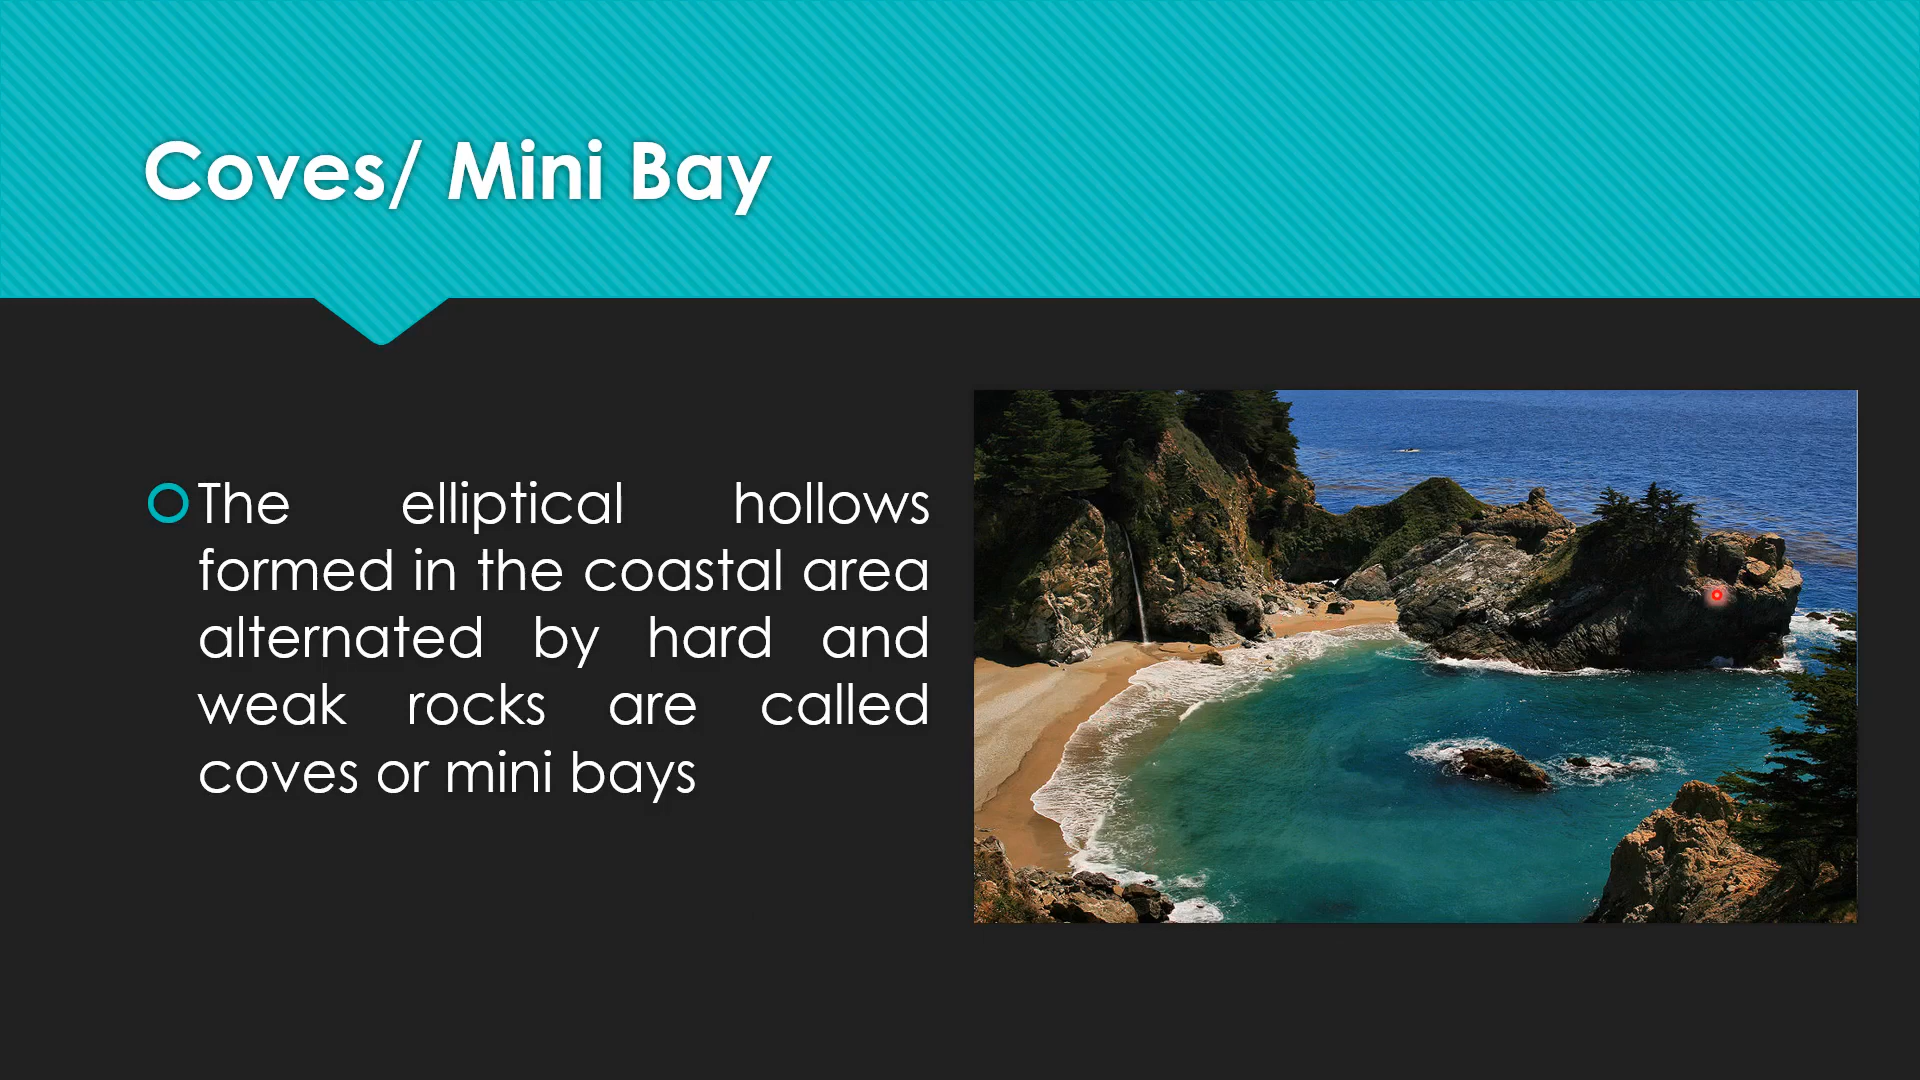 Coves/ Mini Bay
The elliptical hollows
formed in the coastal area
alternated by hard and
weak rocks are called
coves or mini bays